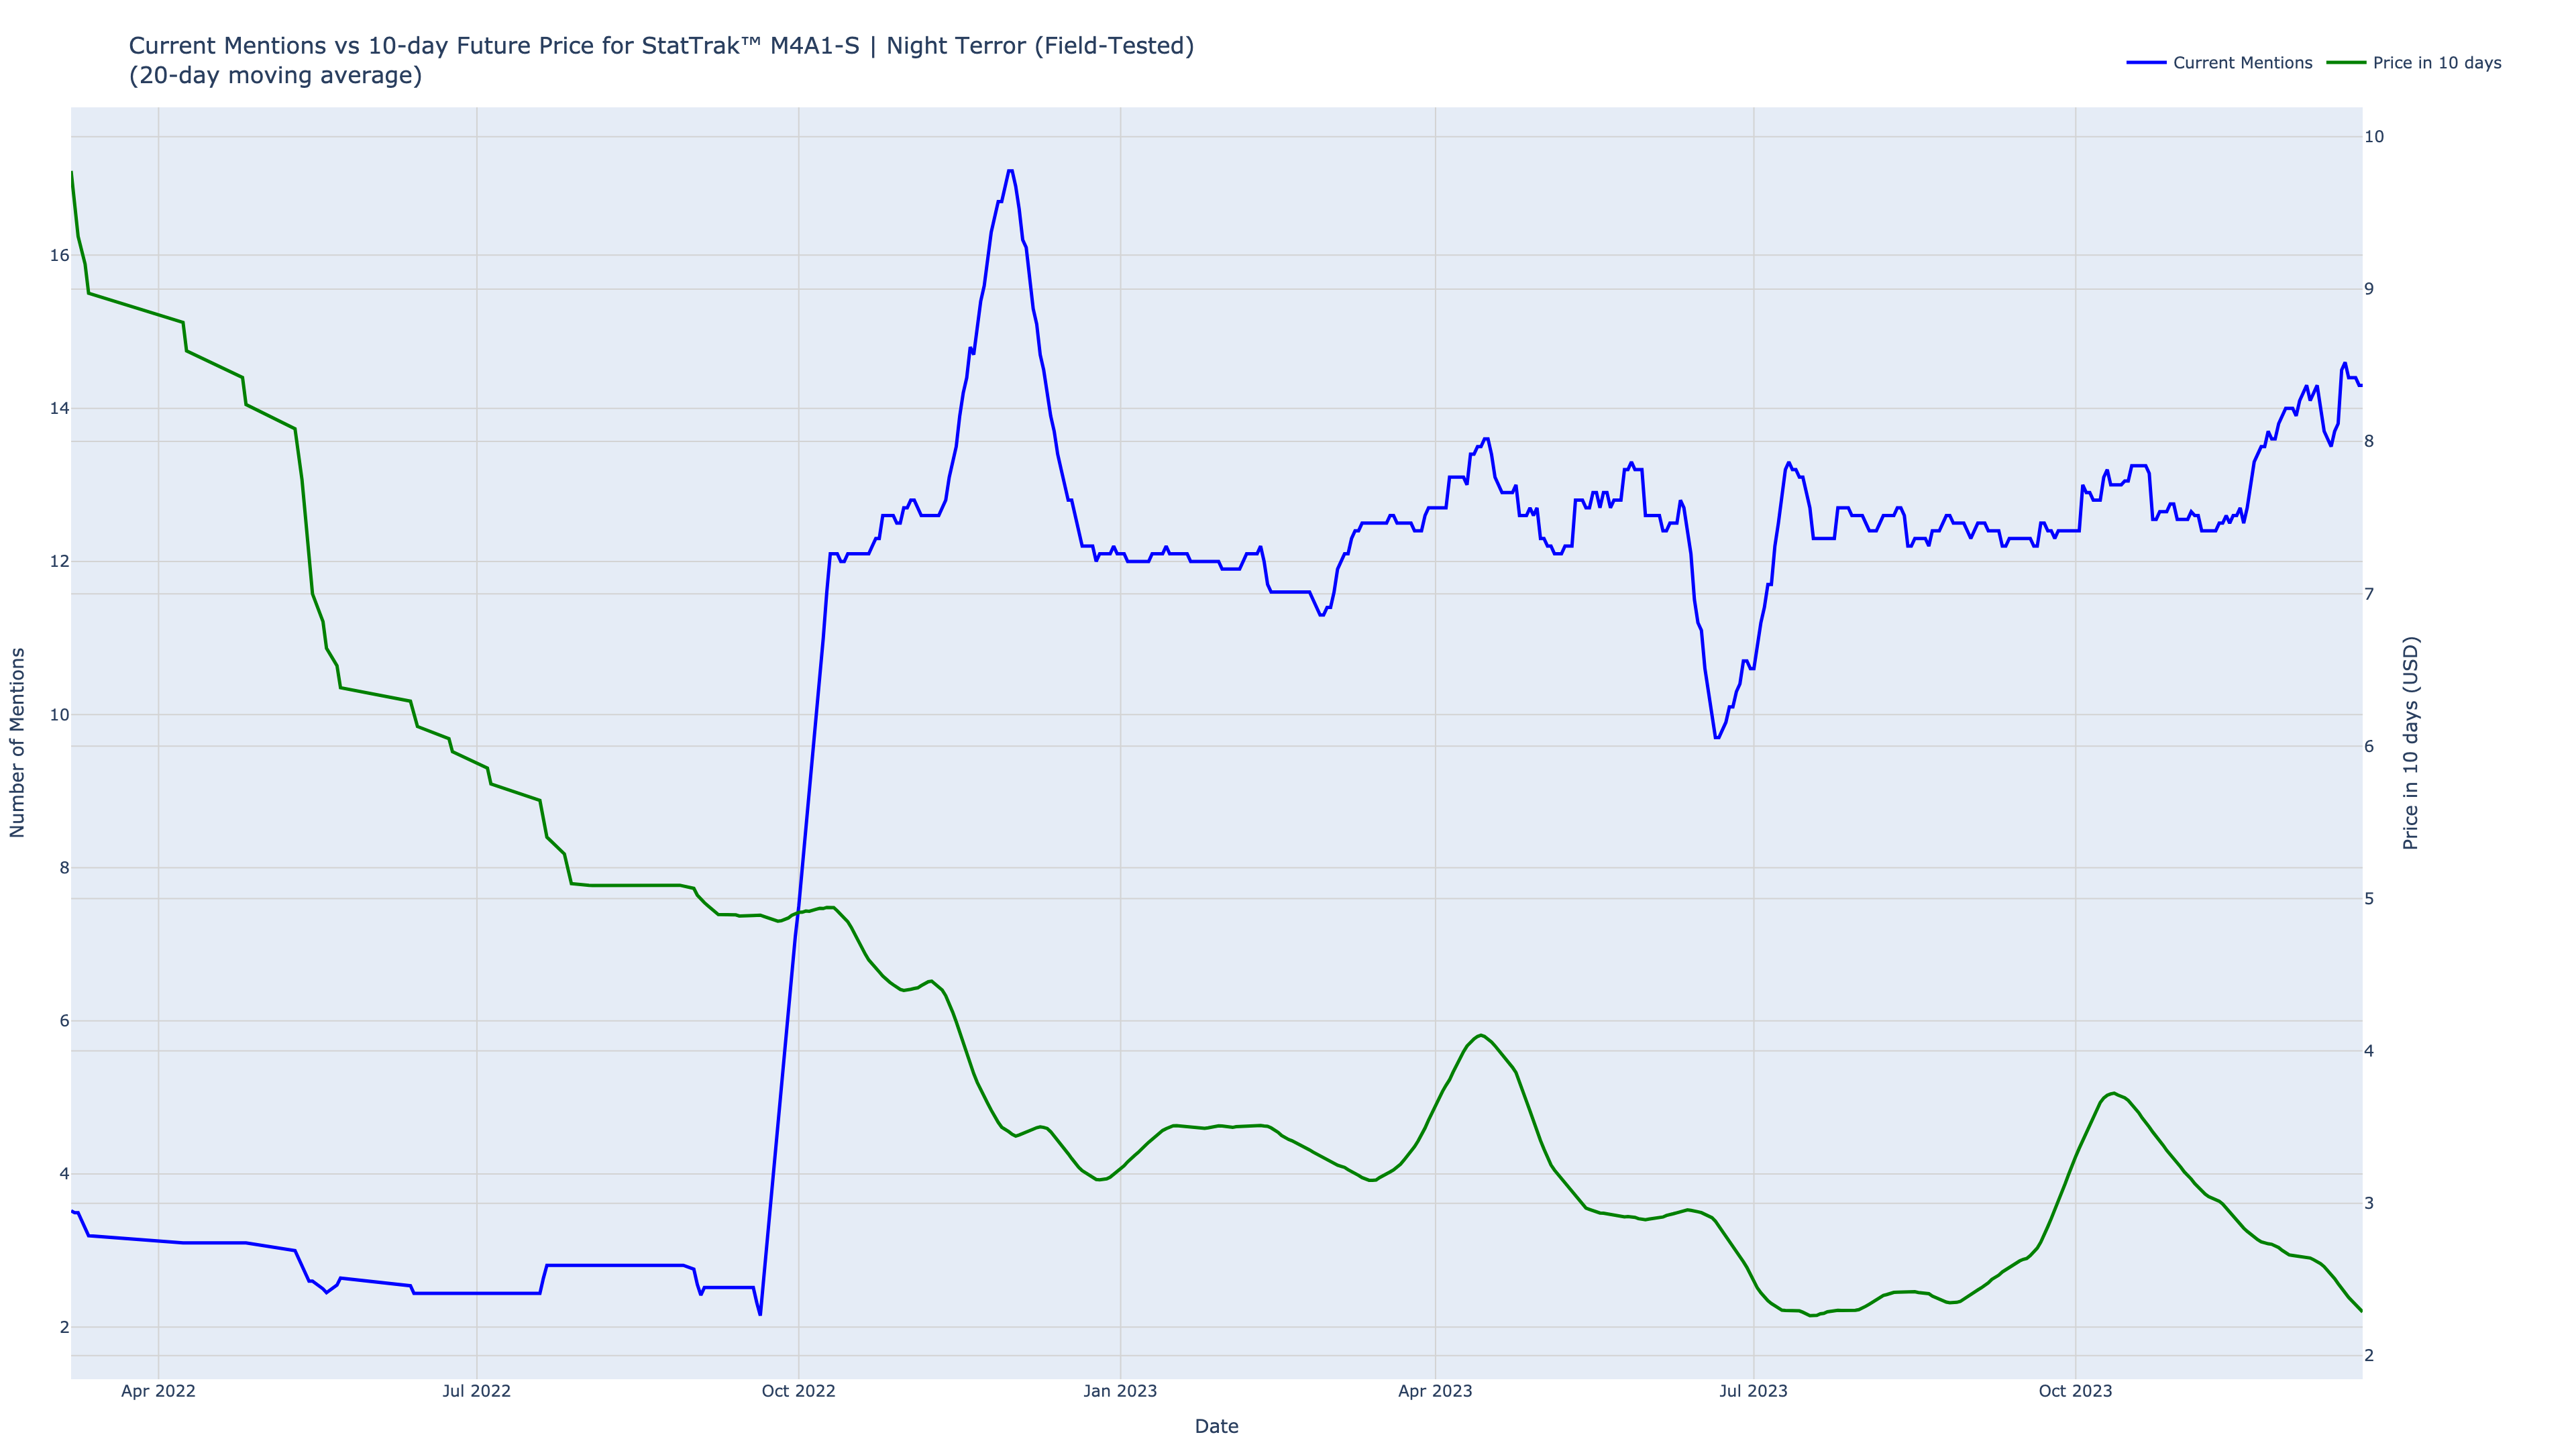 Current Mentions vs 10-day Future Price for StatTrak™ M4A1-S | Night Terror (Field-Tested)
(20-day moving average)
Current Mentions
Price in 10 days
Number of Mentions
16
14
12
10
8
6
4
2
10
9
8
7
6
5
4
3
2
Price in 10 days (USD)
Apr 2022
Jul 2022
Oct 2022
Jan 2023
Apr 2023
Jul 2023
Oct 2023
Date